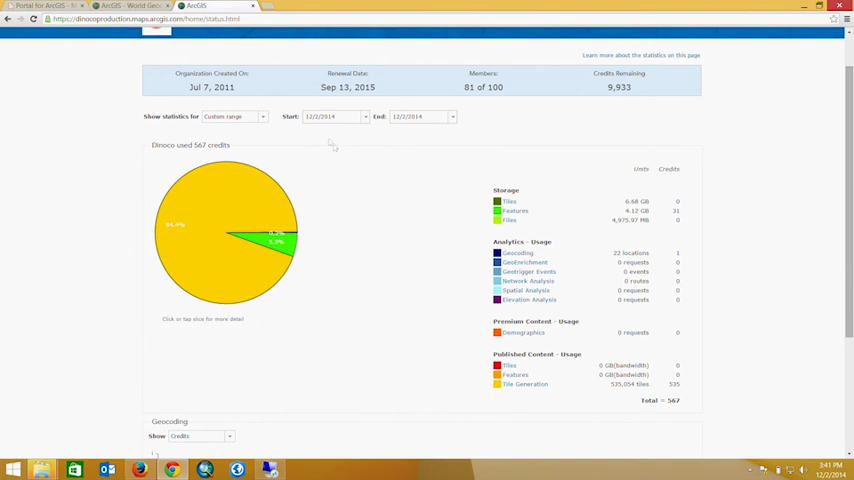 Portal for ArcGIS - M
ArcGIS - World Geoc
ArcGIS
https://dinocoproduction.maps.arcgis.com/home/status.html
Learn more about the statistics on this page
Organization Created On: Renewal Date: Members: Credits Remaining
Jul 7, 2011 Sep 13, 2015 81 of 100 9,933
Show statistics for Custom range Start: 12/2/2014 End: 12/2/2014
Dinoco used 567 credits
Units Credits
Storage
Tiles 6.68 GB 0
Features 4.12 GB 31
Files 4,975.97 MB 0
94.4%
0.2%
5.5%
Analytics - Usage
Geocoding 22 locations 1
GeoEnrichment 0 requests 0
Geotrigger Events 0 events 0
Network Analysis 0 routes 0
Spatial Analysis 0 requests 0
Elevation Analysis 0 requests 0
Click or tap slice for more detail
Premium Content - Usage
Demographics 0 requests 0
Published Content - Usage
Tiles 0 GB(bandwidth) 0
Features 0 GB(bandwidth) 0
Tile Generation 535,054 tiles 535
Total = 567
Geocoding
Show Credits
3:41 PM
12/2/2014